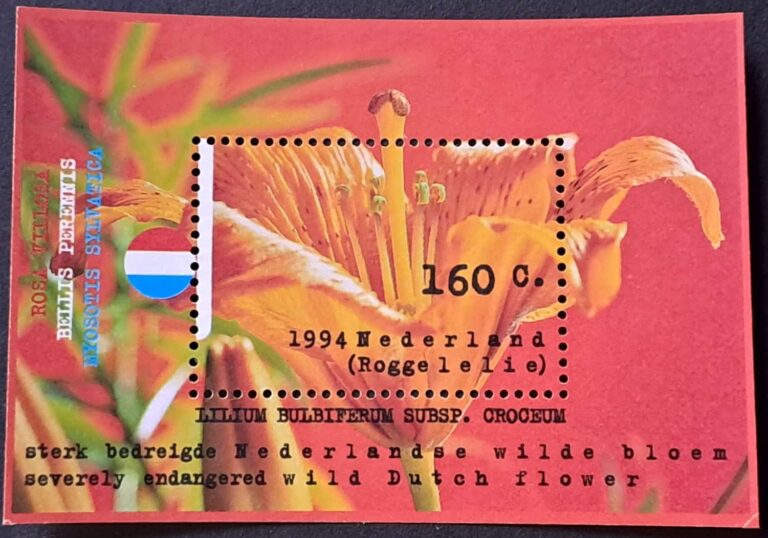 ROSA VILLOSA
BELLIS PERENNIS
MYOSOTIS SYLVATICA
160 C.
1994 Nederland
(Roggelelie)
LILIUM BULBIFERUM SUBSP. CROCEUM
sterk bedreigde Nederlandse wilde bloem
severely endangered wild Dutch flower